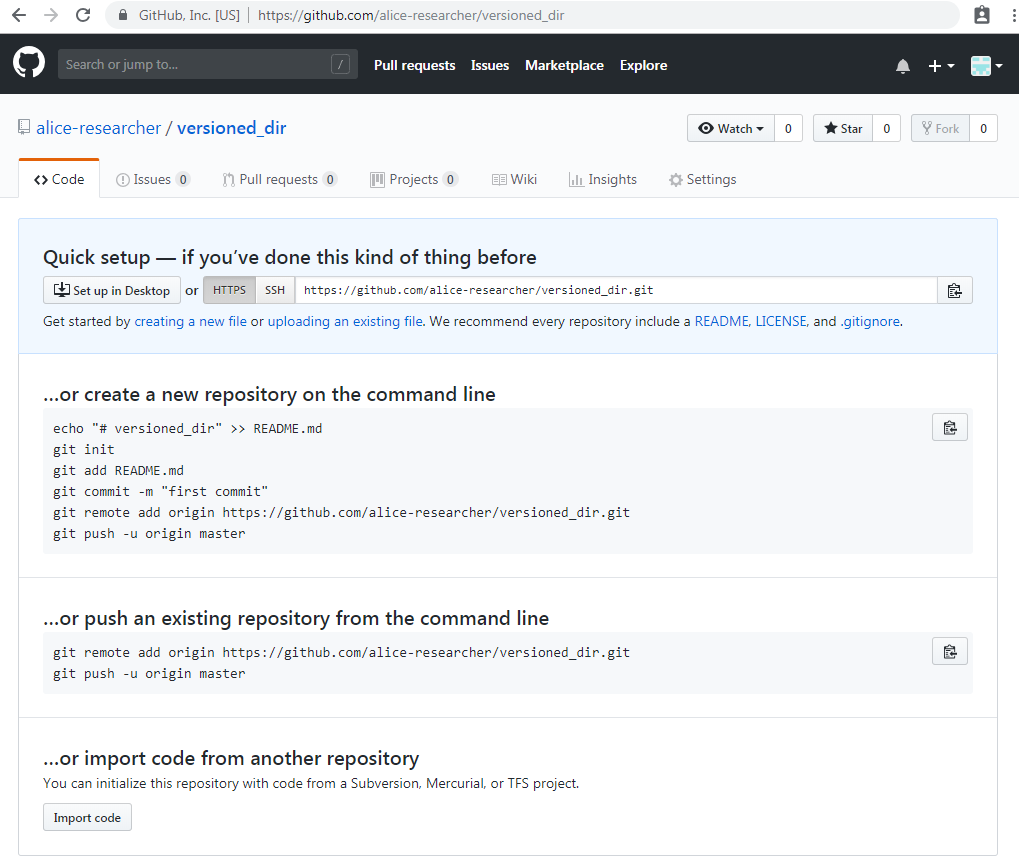 GitHub, Inc. [US] | https://github.com/alice-researcher/versioned_dir
Search or jump to... / Pull requests Issues Marketplace Explore
alice-researcher / versioned_dir Watch 0 Star 0 Fork 0
Code Issues 0 Pull requests 0 Projects 0 Wiki Insights Settings
Quick setup — if you’ve done this kind of thing before
Set up in Desktop or HTTPS SSH https://github.com/alice-researcher/versioned_dir.git
Get started by creating a new file or uploading an existing file. We recommend every repository include a README, LICENSE, and .gitignore.
…or create a new repository on the command line
echo "# versioned_dir" >> README.md
git init
git add README.md
git commit -m "first commit"
git remote add origin https://github.com/alice-researcher/versioned_dir.git
git push -u origin master
…or push an existing repository from the command line
git remote add origin https://github.com/alice-researcher/versioned_dir.git
git push -u origin master
…or import code from another repository
You can initialize this repository with code from a Subversion, Mercurial, or TFS project.
Import code